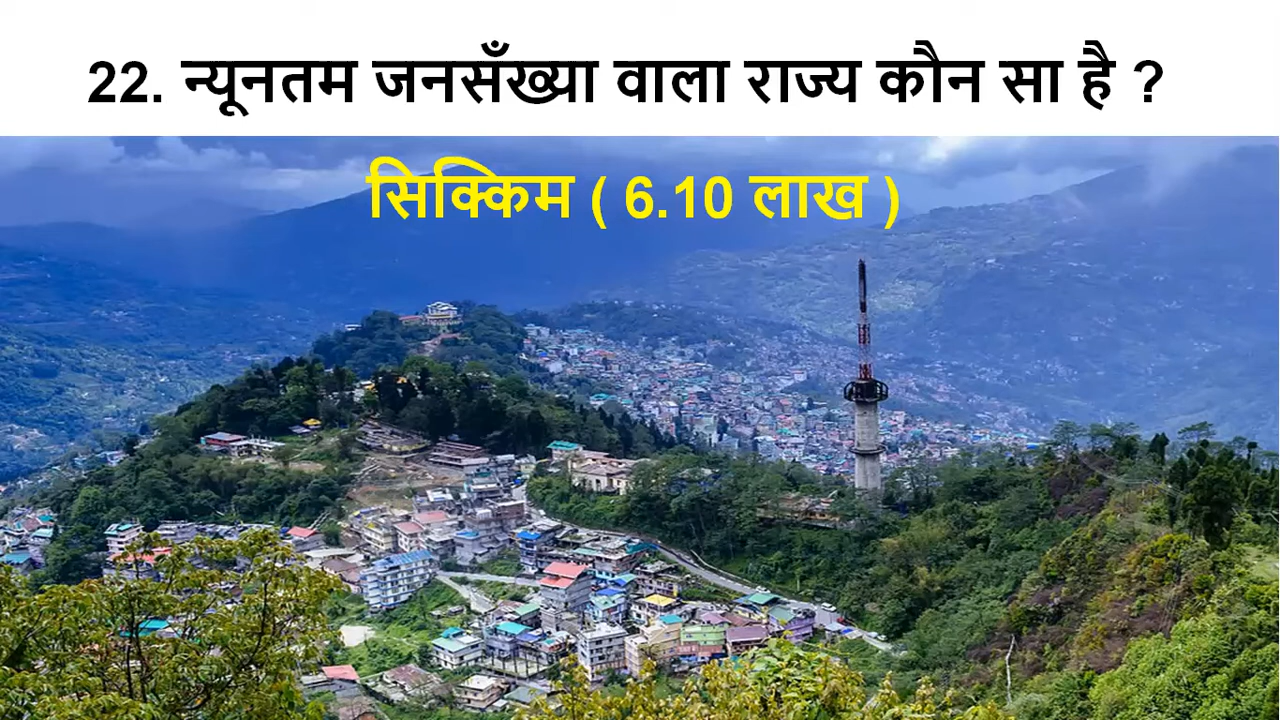 22. न्यूनतम जनसँख्या वाला राज्य कौन सा है ?
सिक्किम ( 6.10 लाख )